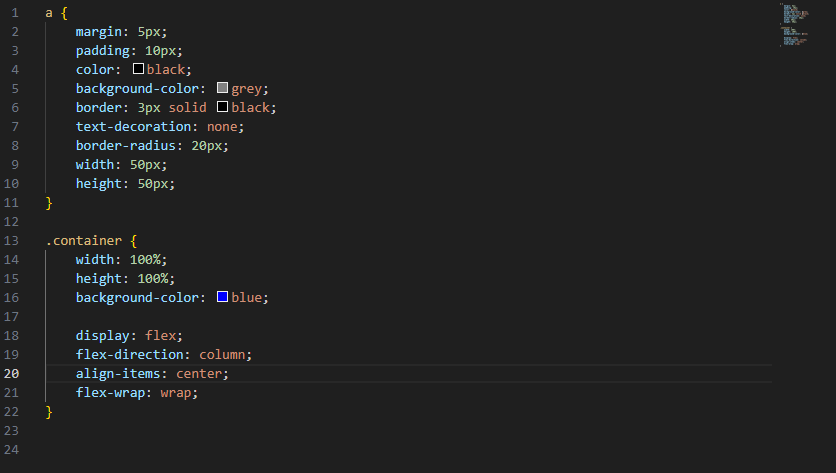 1 a {
2 margin: 5px;
3 padding: 10px;
4 color: black;
5 background-color: grey;
6 border: 3px solid black;
7 text-decoration: none;
8 border-radius: 20px;
9 width: 50px;
10 height: 50px;
11 }
12
13 .container {
14 width: 100%;
15 height: 100%;
16 background-color: blue;
17
18 display: flex;
19 flex-direction: column;
20 align-items: center;
21 flex-wrap: wrap;
22 }
23
24